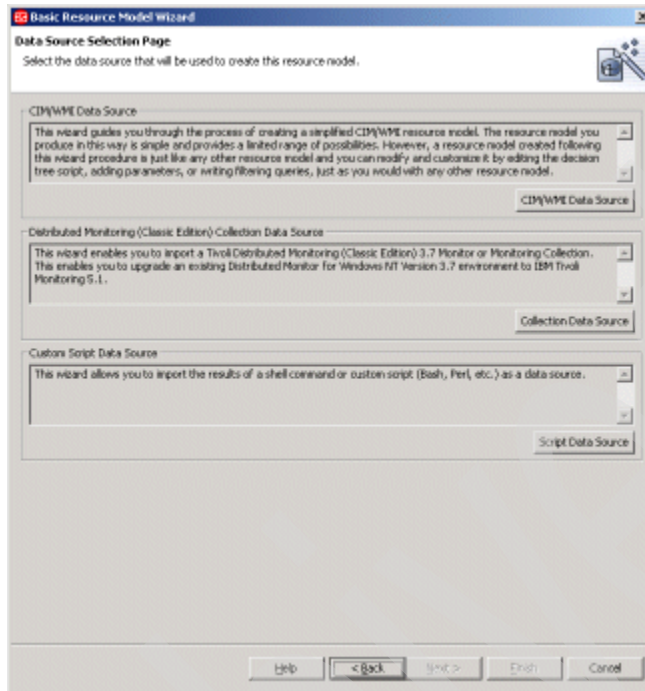 Basic Resource Model Wizard
Data Source Selection Page
Select the data source that will be used to create this resource model.
CIM/WMI Data Source
This wizard guides you through the process of creating a simplified CIM/WMI resource model. The resource model you
produce in this way is simple and provides a limited range of possibilities. However, a resource model created following
this wizard procedure is just like any other resource model and you can modify and customize it by editing the decision
tree script, adding parameters, or writing filtering queries, just as you would with any other resource model.
CIM/WMI Data Source
Distributed Monitoring (Classic Edition) Collection Data Source
This wizard enables you to import a Tivoli Distributed Monitoring (Classic Edition) 3.7 Monitor or Monitoring Collection.
This enables you to upgrade an existing Distributed Monitor for Windows NT Version 3.7 environment to IBM Tivoli
Monitoring 5.1.
Collection Data Source
Custom Script Data Source
This wizard allows you to import the results of a shell command or custom script (Bash, Perl, etc.) as a data source.
Script Data Source
Help
< Back
Next >
Finish
Cancel